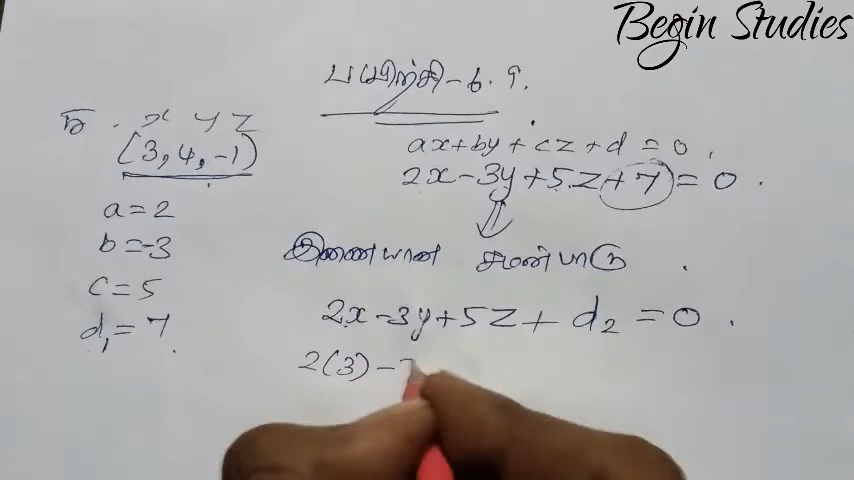 Begin Studies
பயிற்சி - 6.9.
x y z
(3, 4, -1)
ax+by+cz+d=0,
2x-3y+5z+7=0.
a=2
b=-3
c=5
d₁=7.
இணையான சமன்பாடு.
2x-3y+5z+d₂=0.
2(3)-